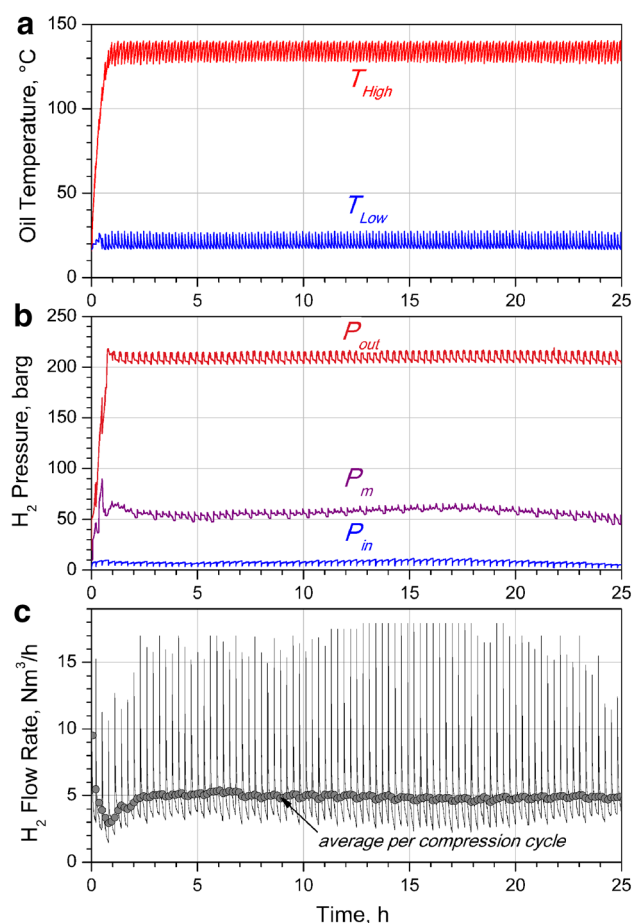 a
150
100
50
0
Oil Temperature, °C
T_High
T_Low
0 5 10 15 20 25
b
250
200
150
100
50
0
H₂ Pressure, barg
P_out
P_m
P_in
0 5 10 15 20 25
c
15
10
5
0
H₂ Flow Rate, Nm³/h
average per compression cycle
0 5 10 15 20 25
Time, h